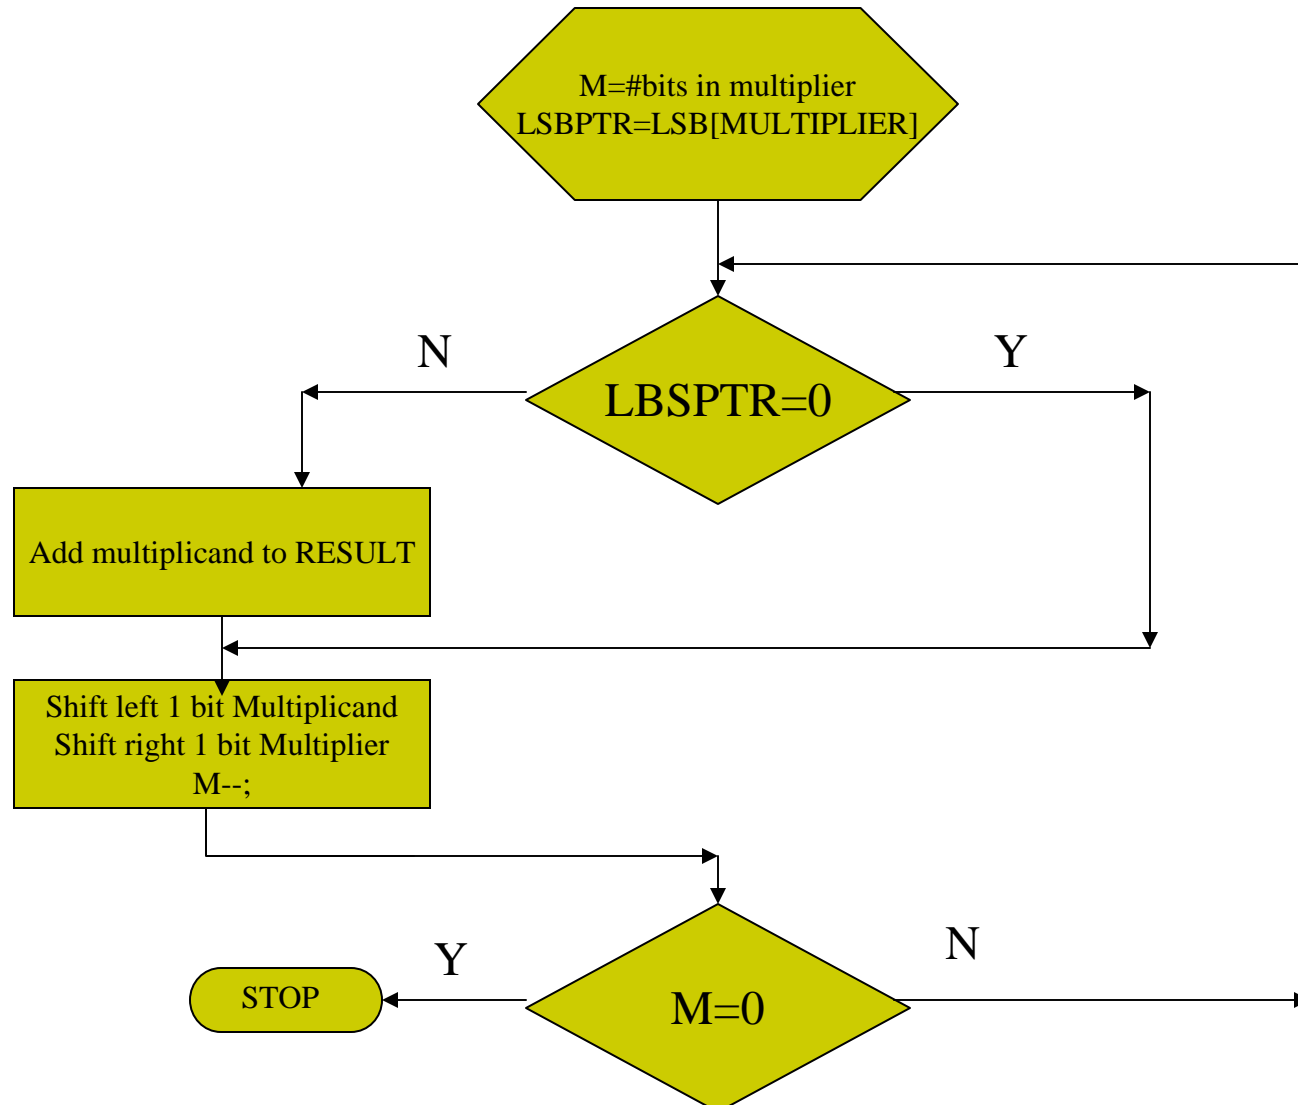 M=#bits in multiplier
LSBPTR=LSB[MULTIPLIER]
N
Y
LBSPTR=0
Add multiplicand to RESULT
Shift left 1 bit Multiplicand
Shift right 1 bit Multiplier
M--;
Y
N
STOP
M=0